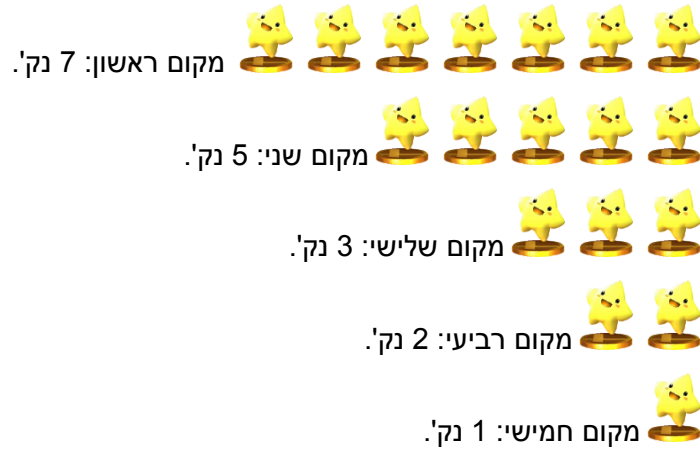 מקום ראשון: 7 נק'.
מקום שני: 5 נק'.
מקום שלישי: 3 נק'.
מקום רביעי: 2 נק'.
מקום חמישי: 1 נק'.